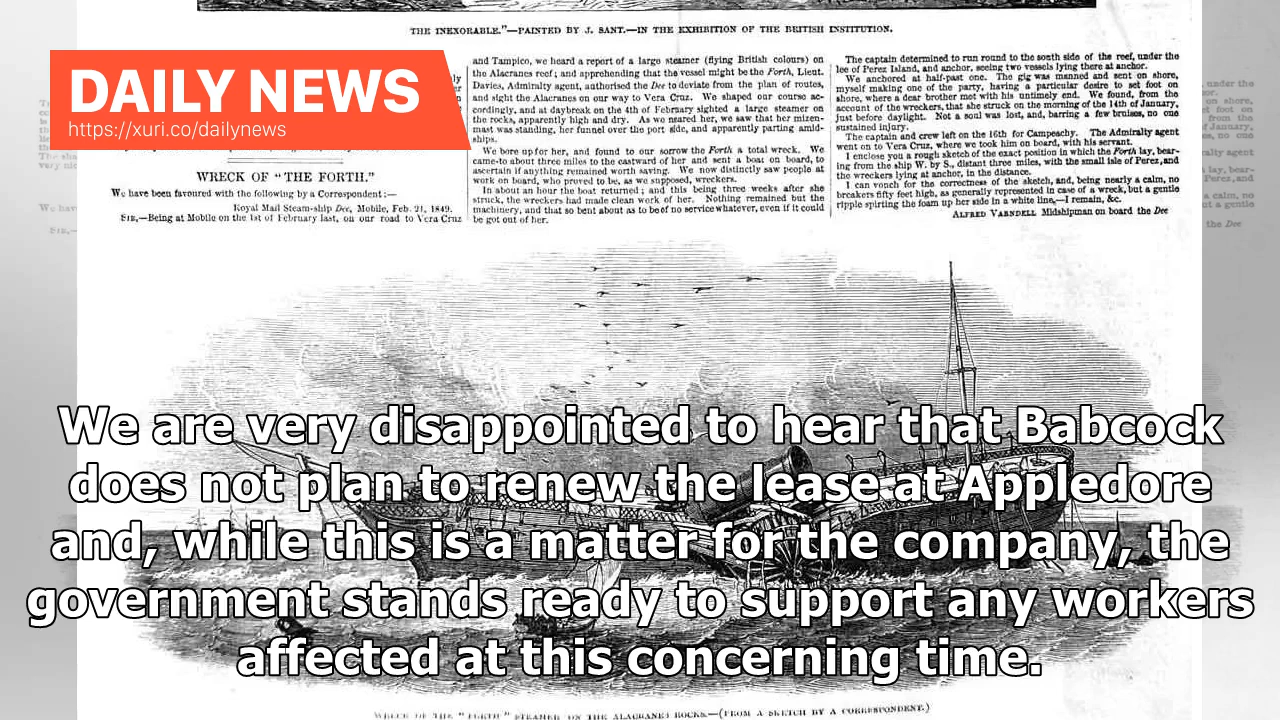 THE INEXORABLE."—PAINTED BY J. SANT.—IN THE EXHIBITION OF THE BRITISH INSTITUTION.
DAILY NEWS
https://xuri.co/dailynews
WRECK OF "THE FORTH."
We have been favoured with the following by a Correspondent:—
Royal Mail Steam-ship Dee, Mobile, Feb. 21, 1849.
SIR,—Being at Mobile on the 1st of February last, on our road to Vera Cruz
and Tampico, we heard a report of a large steamer (flying British colours) on
the Alacranes reef; and apprehending that the vessel might be the Forth, Lieut.
Davies, Admiralty agent, authorised the Dee to deviate from the plan of routes,
and sight the Alacranes on our way to Vera Cruz. We shaped our course ac-
cordingly, and at daybreak on the 4th of February sighted a large steamer on
the rocks, apparently high and dry. As we neared her, we saw that her mizen-
mast was standing, her funnel over the port side, and apparently parting amid-
ships.
We bore for her, and found to our sorrow the Forth a total wreck. We
came-to about three miles to the eastward of her and sent a boat on board, to
ascertain if anything remained worth saving. We now distinctly saw people at
work on board, who proved to be, as we supposed, wreckers.
In about an hour the boat returned; and this being three weeks after she
struck, the wreckers had made clean work of her. Nothing remained but the
machinery, and that so bent about as to be of no service whatever, even if it could
be got out of her.
The captain determined to run round to the south side of the reef, under the
lee of Perez Island, and anchor, seeing two vessels lying there at anchor.
We anchored at half-past one. The gig was manned and sent on shore,
myself making one of the party, having a particular desire to set foot on
shore, where a dear brother met with his untimely end. We found, from the
account of the wreckers, that she struck on the morning of the 14th of January,
just before daylight. Not a soul was lost, and, barring a few bruises, no one
sustained injury.
The captain and crew left on the 16th for Campeachy. The Admiralty agent
went on to Vera Cruz, where we took him on board, with his servant.
I enclose you a rough sketch of the exact position in which the Forth lay, bear-
ing from the ship W. by S., distant three miles, with the small isle of Perez, and
the wreckers lying at anchor, in the distance.
I can vouch for the correctness of the sketch, and, being nearly a calm, no
breakers fifty feet high, as generally represented in case of a wreck, but a gentle
ripple spirting the foam up her side in a white line,—I remain, &c.
ALFRED VARNDELL Midshipman on board the Dee
We are very disappointed to hear that Babcock
does not plan to renew the lease at Appledore
and, while this is a matter for the company, the
government stands ready to support any workers
affected at this concerning time.
WRECK OF THE "FORTH" STEAMER ON THE ALACRANES ROCKS.—(FROM A SKETCH BY A CORRESPONDENT.)